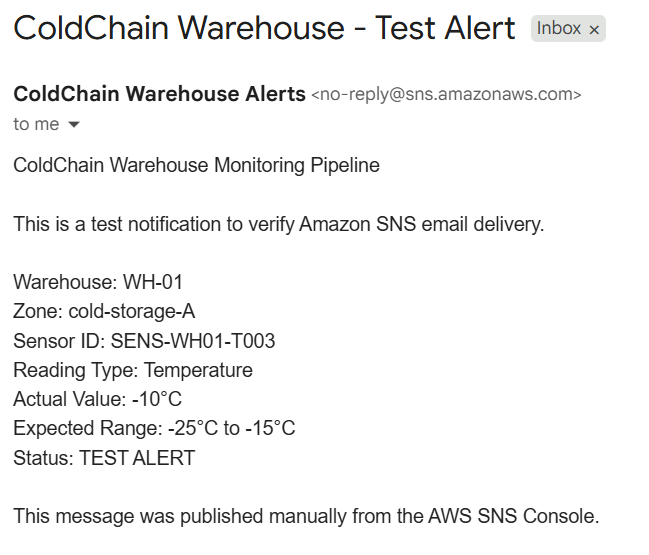 ColdChain Warehouse - Test Alert Inbox ×
ColdChain Warehouse Alerts <no-reply@sns.amazonaws.com>
to me
ColdChain Warehouse Monitoring Pipeline
This is a test notification to verify Amazon SNS email delivery.
Warehouse: WH-01
Zone: cold-storage-A
Sensor ID: SENS-WH01-T003
Reading Type: Temperature
Actual Value: -10°C
Expected Range: -25°C to -15°C
Status: TEST ALERT
This message was published manually from the AWS SNS Console.